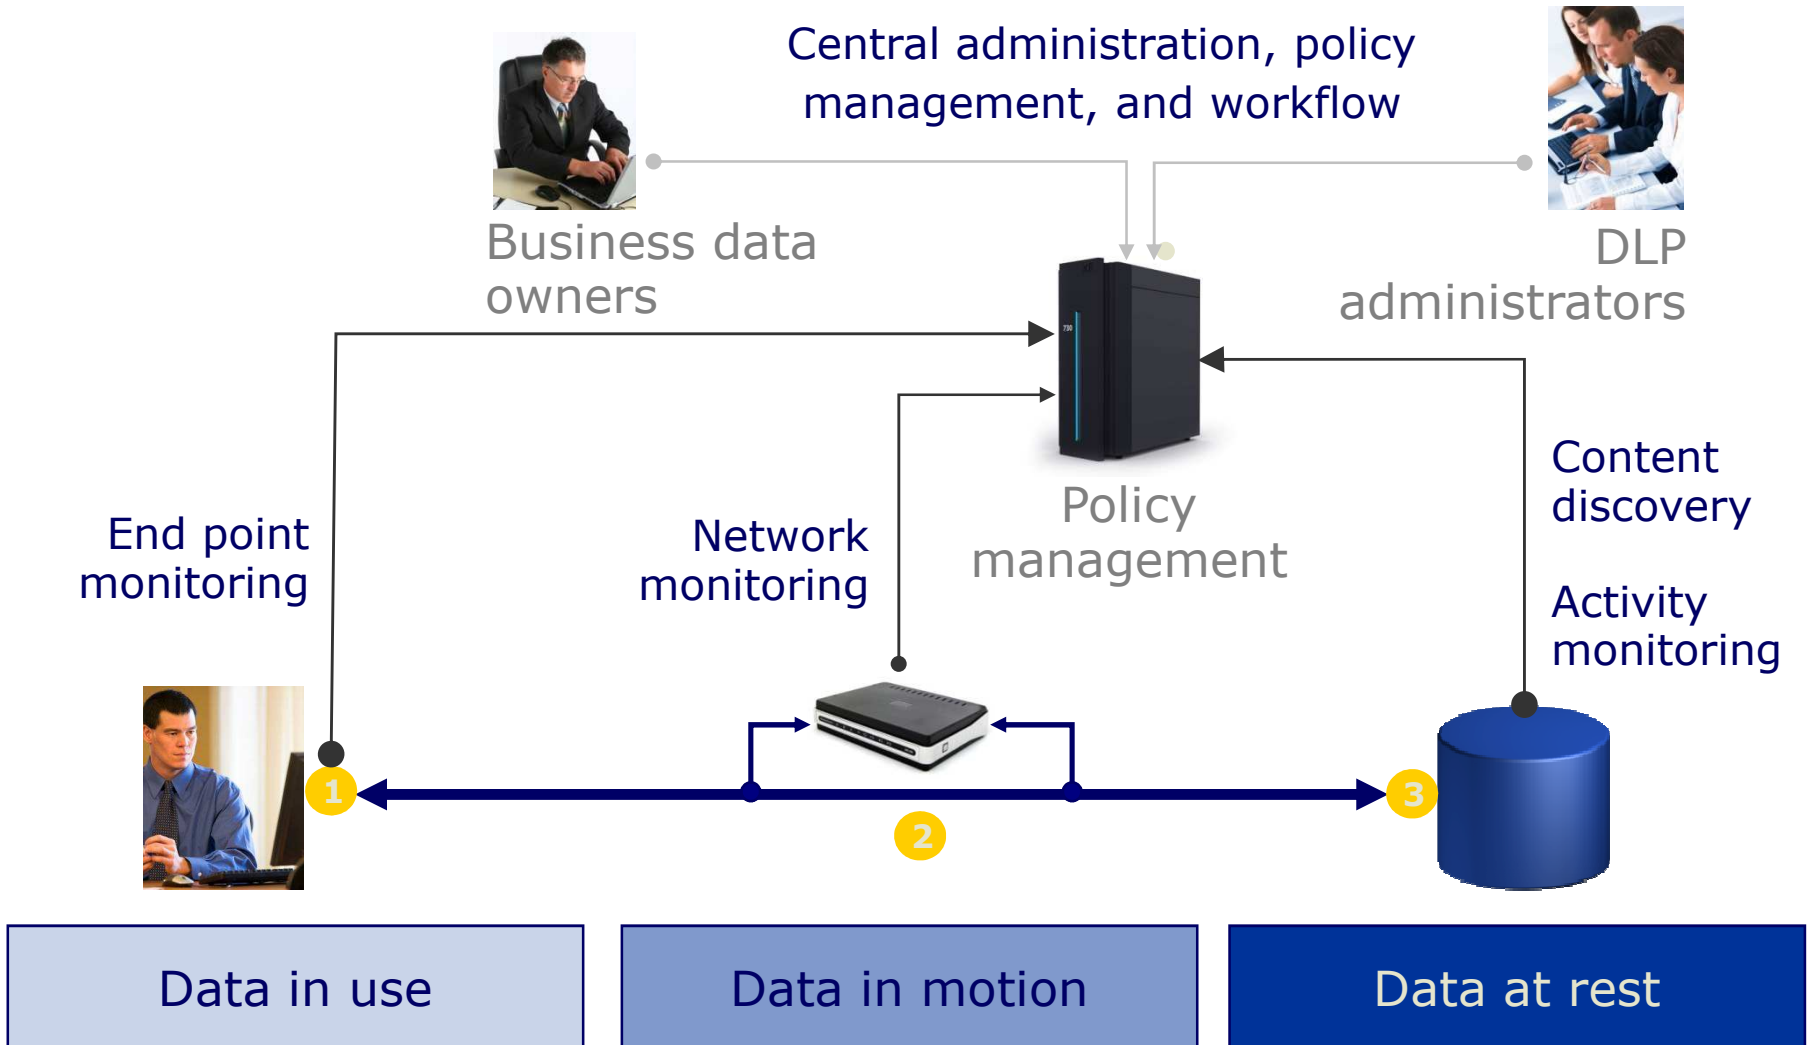 Central administration, policy
management, and workflow
Business data
owners
DLP
administrators
730
Policy
management
Content
discovery
Activity
monitoring
End point
monitoring
Network
monitoring
1
2
3
Data in use
Data in motion
Data at rest